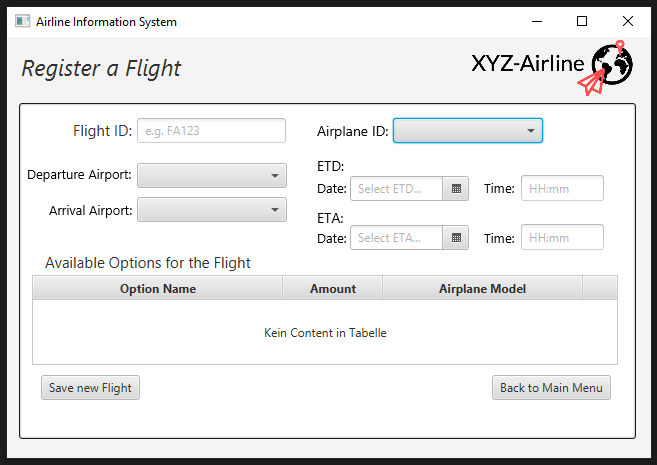 Airline Information System
Register a Flight
XYZ-Airline
Flight ID: e.g. FA123
Airplane ID:
Departure Airport:
ETD:
Date: Select ETD... Time: HH:mm
Arrival Airport:
ETA:
Date: Select ETA... Time: HH:mm
Available Options for the Flight
Option Name Amount Airplane Model
Kein Content in Tabelle
Save new Flight Back to Main Menu